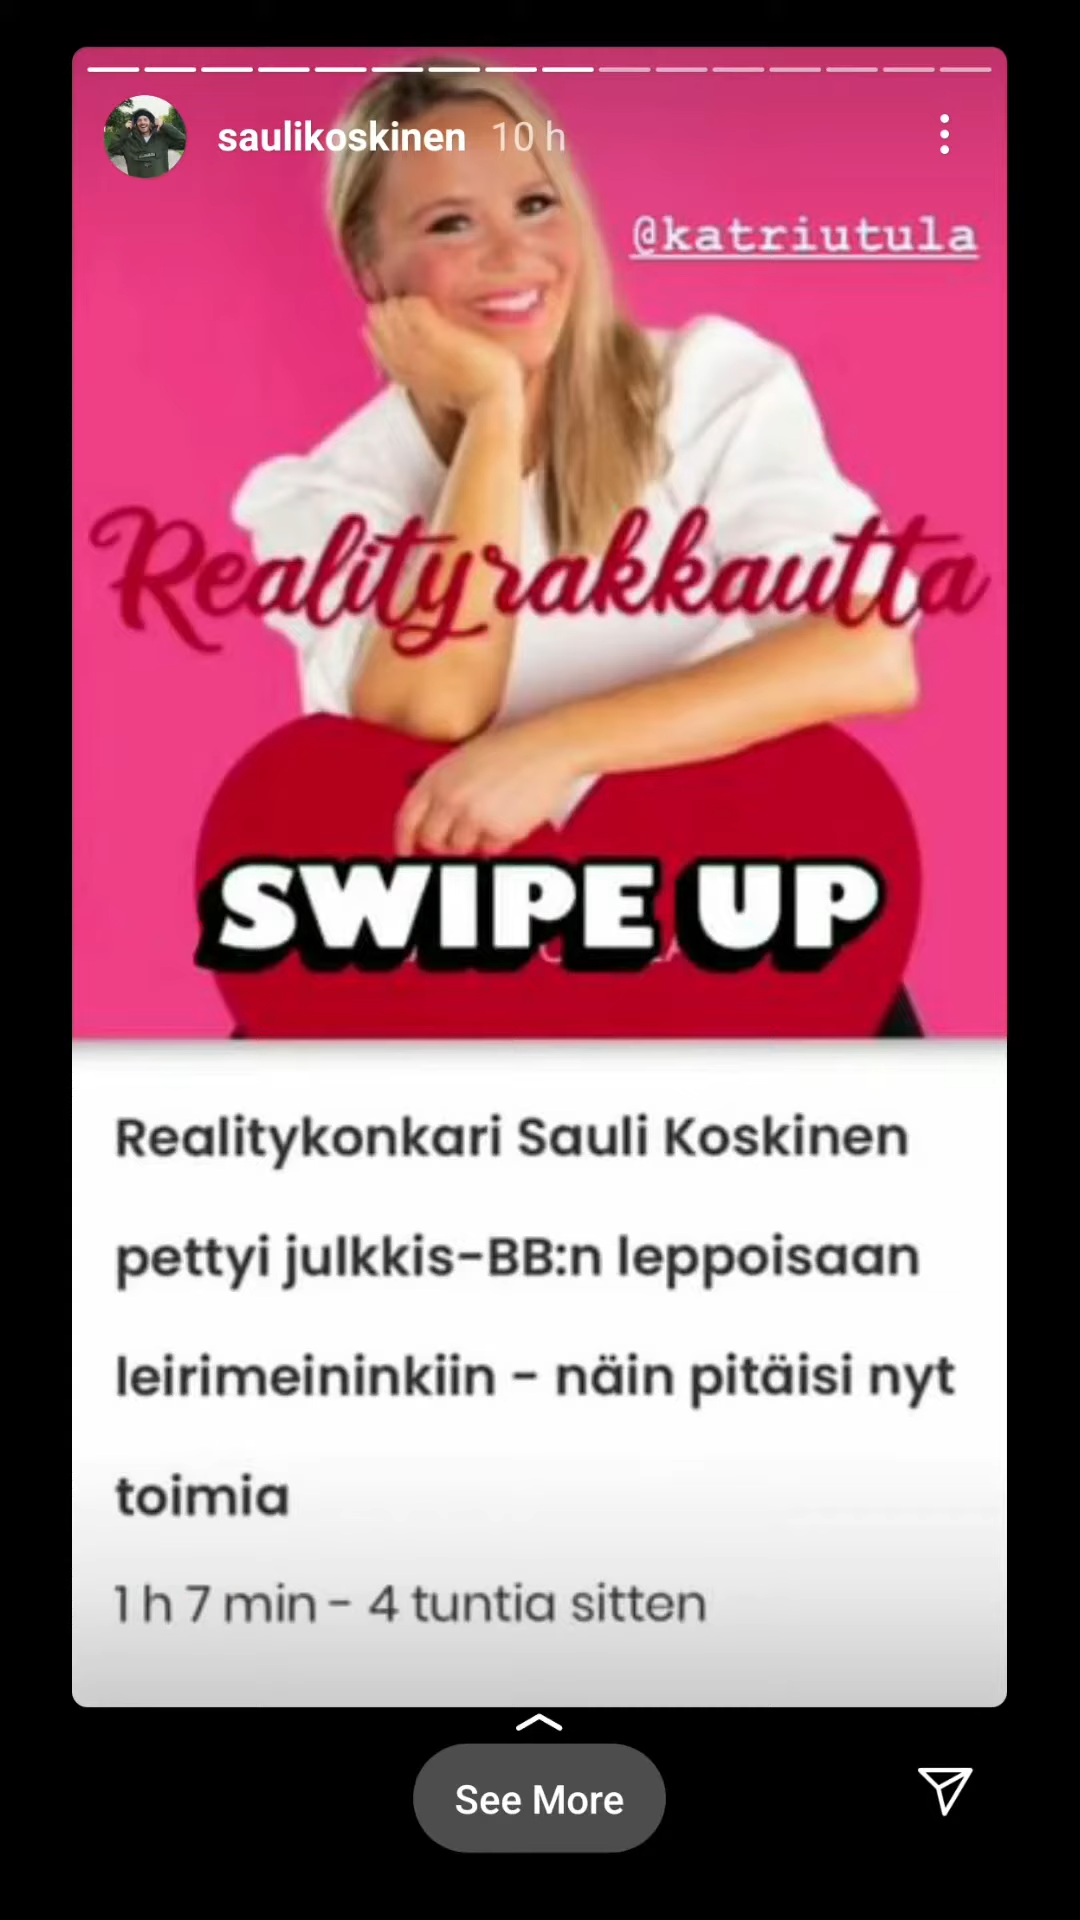 saulikoskinen 10 h
@katriutula
Realityrakkautta
SWIPE UP
Realitykonkari Sauli Koskinen
pettyi julkkis-BB:n leppoisaan
leirimeininkiin - näin pitäisi nyt
toimia
1 h 7 min - 4 tuntia sitten
See More